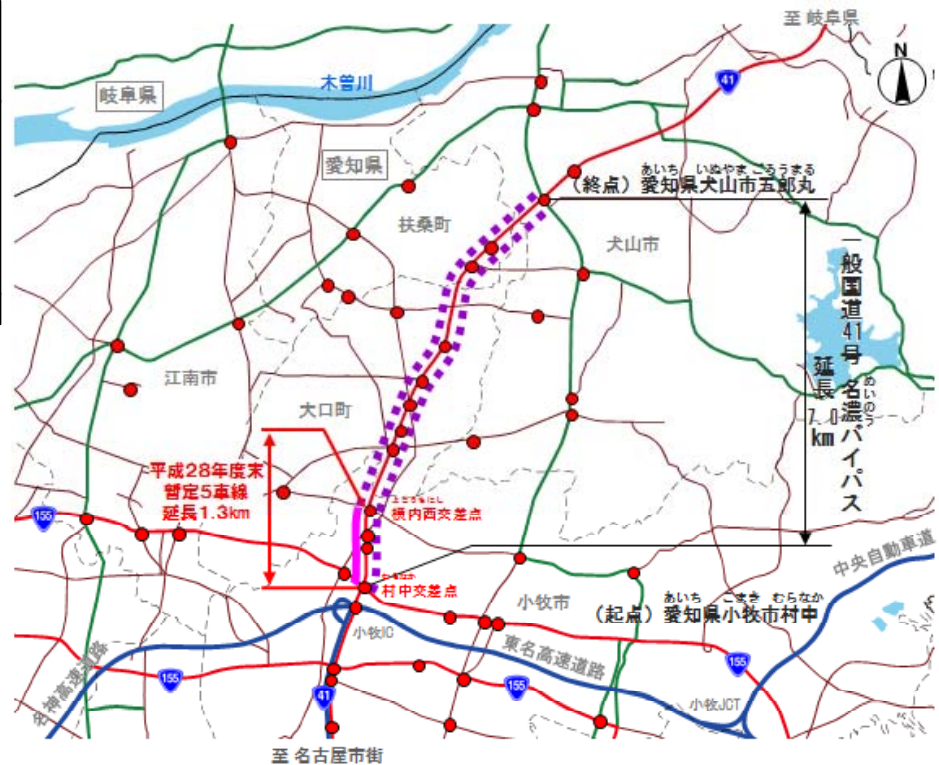 至 岐阜県
N
41
木曽川
岐阜県
愛知県
あいち いぬやま ごろうまる
(終点)愛知県犬山市五郎丸
扶桑町
犬山市
一般国道41号 名濃バイパス
めいのう
延長7.0km
江南市
大口町
平成28年度末
暫定5車線
延長1.3km
155
横内西交差点
中央自動車道
むらなか
村中交差点
小牧市
あいち こまき むらなか
(起点)愛知県小牧市村中
小牧IC
東名高速道路
名神高速道路
155
41
155
155
小牧JCT
至 名古屋市街